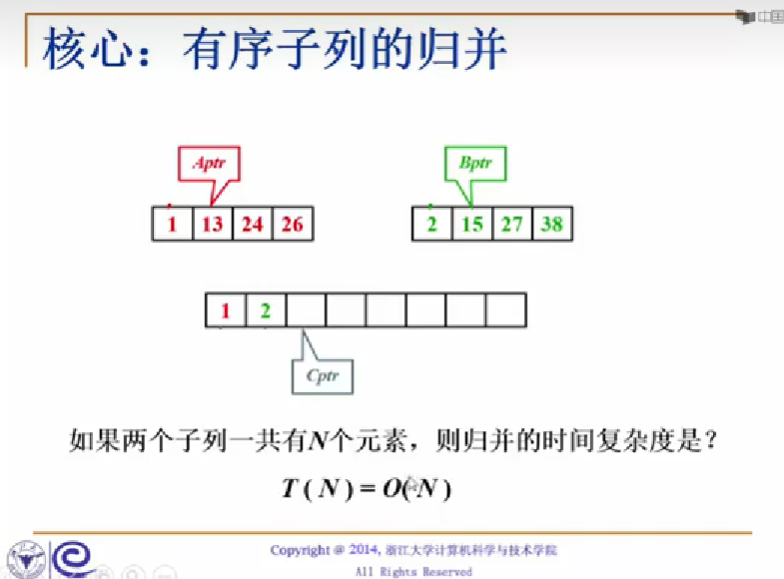 中国
核心：有序子列的归并
Aptr
Bptr
1 13 24 26
2 15 27 38
1 2
Cptr
如果两个子列一共有N个元素，则归并的时间复杂度是？
T ( N ) = O( N )
Copyright @ 2014, 浙江大学计算机科学与技术学院
All Rights Reserved